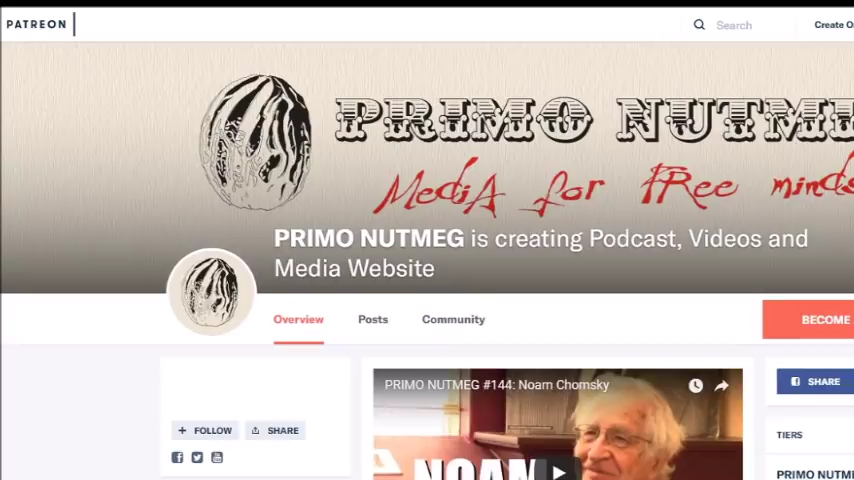 PATREON
Search
Create O
PRIMO NUTME
Media for free minds
PRIMO NUTMEG is creating Podcast, Videos and
Media Website
Overview
Posts
Community
BECOME
PRIMO NUTMEG #144: Noam Chomsky
SHARE
+ FOLLOW
SHARE
TIERS
NOAM
PRIMO NUTM